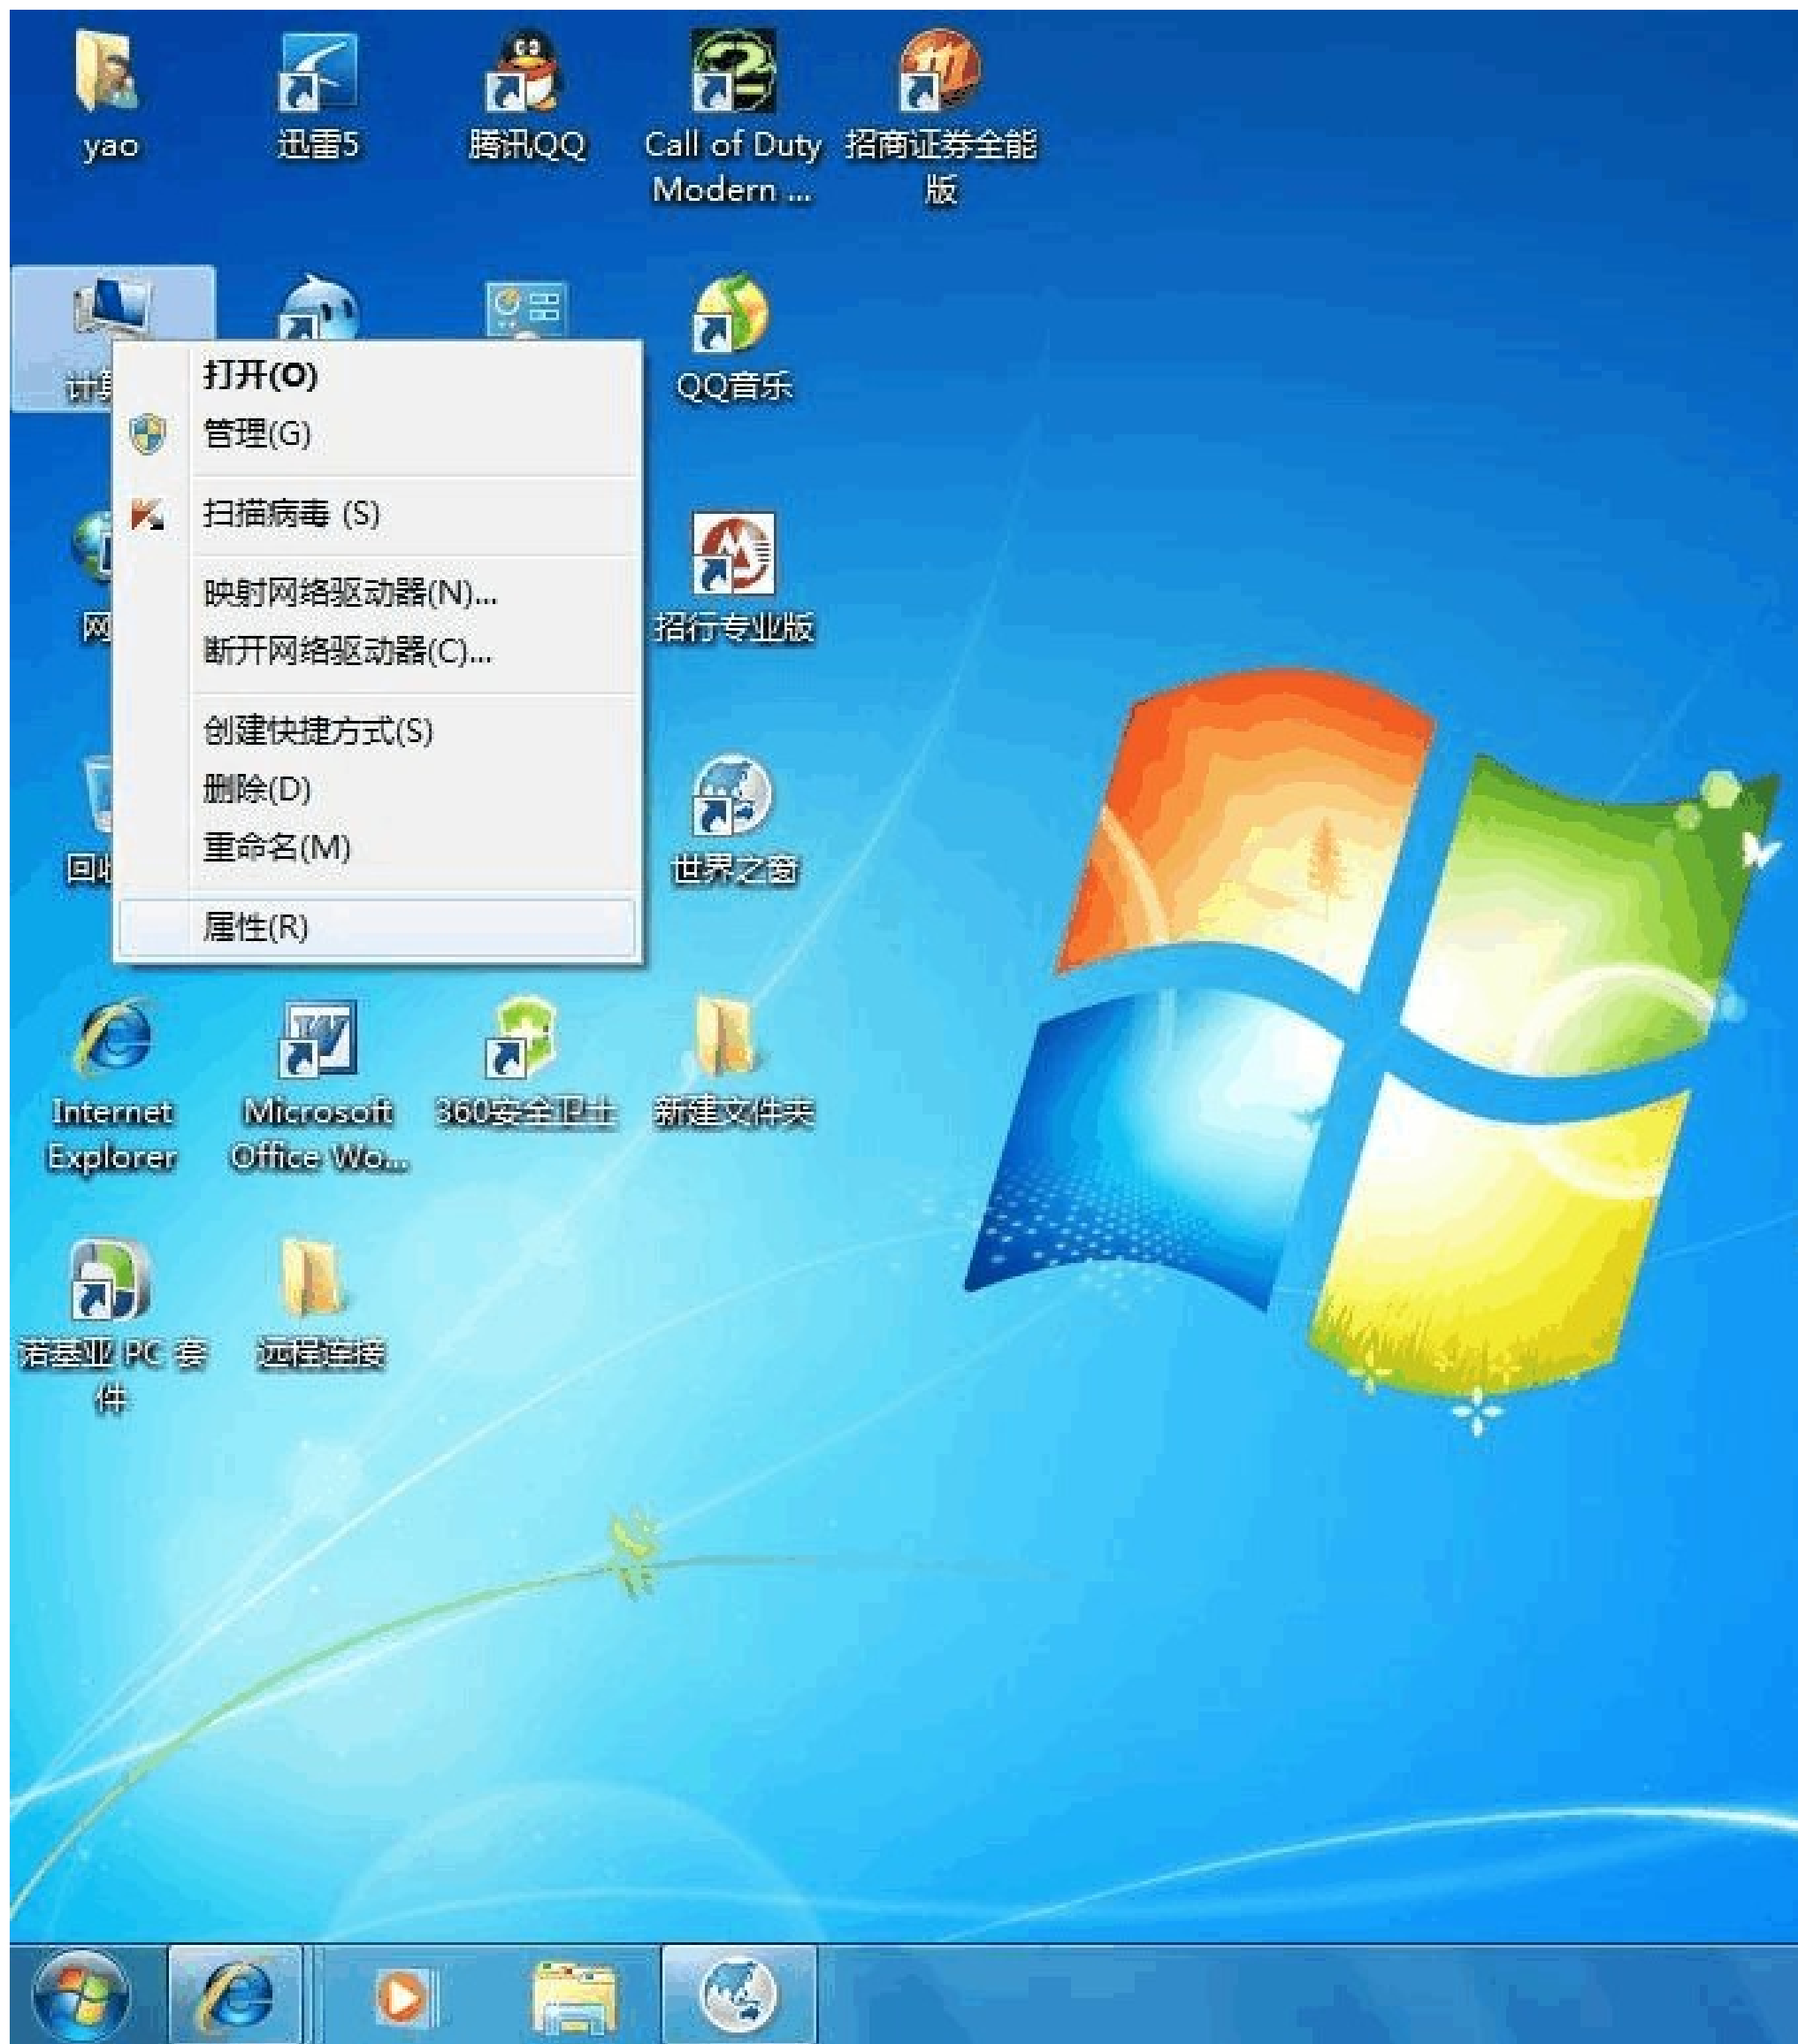 yao
迅雷5
腾讯QQ
Call of Duty
Modern ...
招商证券全能
版
QQ音乐
打开(O)
管理(G)
扫描病毒 (S)
映射网络驱动器(N)...
断开网络驱动器(C)...
创建快捷方式(S)
删除(D)
重命名(M)
属性(R)
计
网
招行专业版
回收
世界之窗
Internet
Explorer
Microsoft
Office Wo...
360安全卫士
新建文件夹
诺基亚 PC 套
件
远程连接